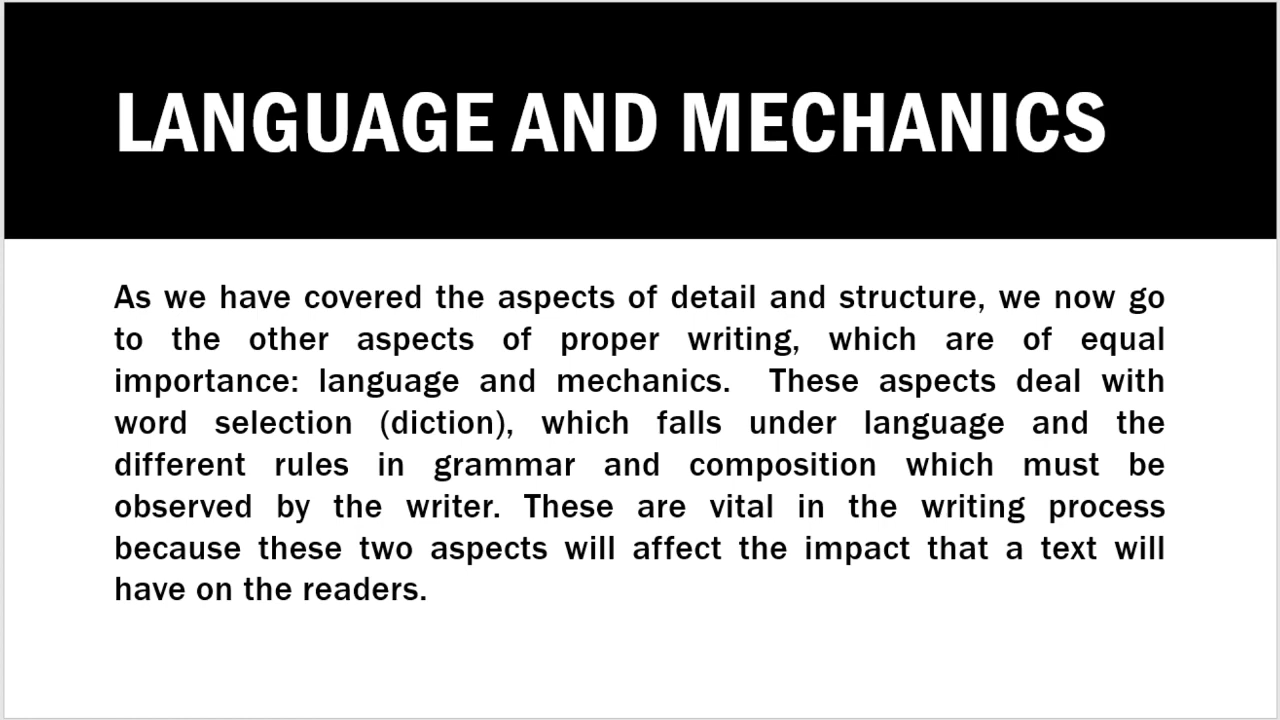 LANGUAGE AND MECHANICS
As we have covered the aspects of detail and structure, we now go
to the other aspects of proper writing, which are of equal
importance: language and mechanics.  These aspects deal with
word selection (diction), which falls under language and the
different rules in grammar and composition which must be
observed by the writer. These are vital in the writing process
because these two aspects will affect the impact that a text will
have on the readers.